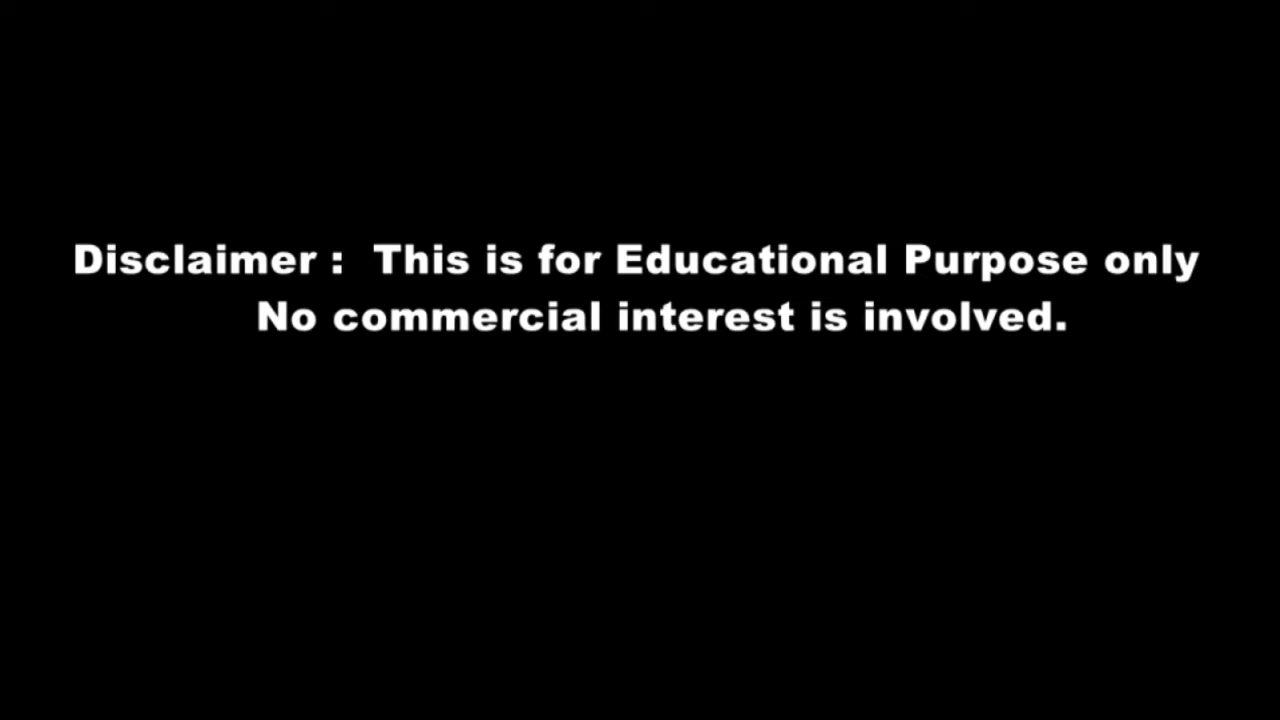 Disclaimer :  This is for Educational Purpose only
No commercial interest is involved.